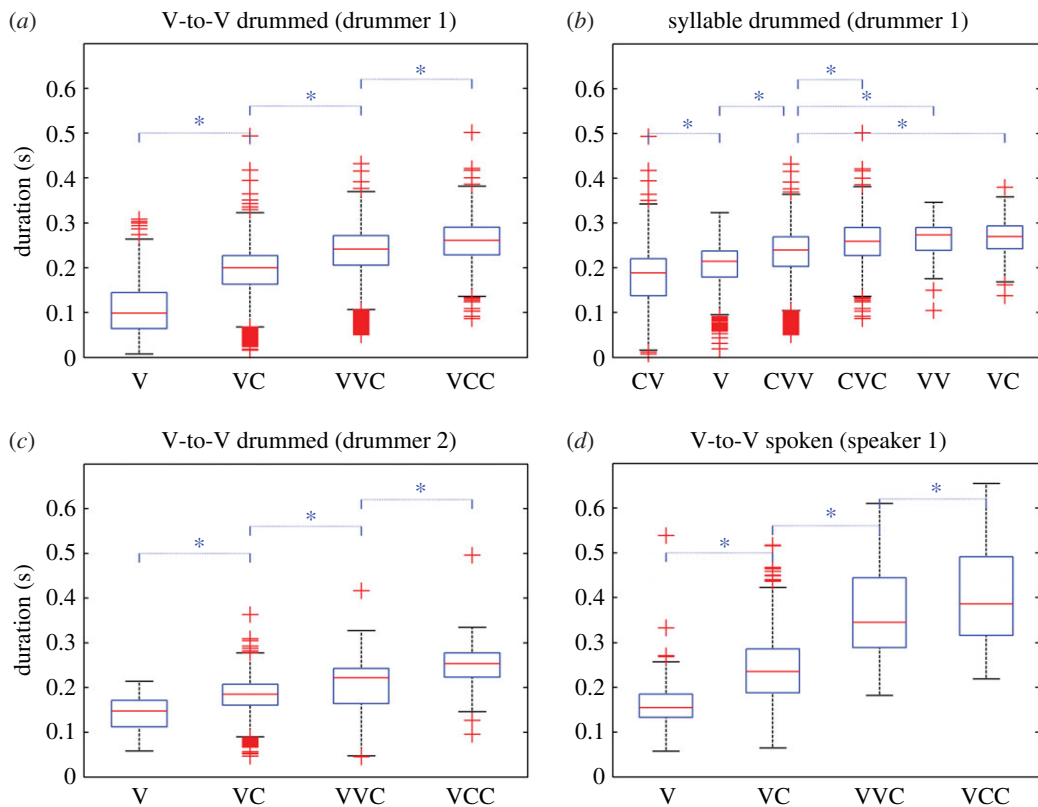 (a) V-to-V drummed (drummer 1)
duration (s)
0.6
0.5
0.4
0.3
0.2
0.1
0
* * *
V VC VVC VCC
(b) syllable drummed (drummer 1)
0.6
0.5
0.4
0.3
0.2
0.1
0
* * * * *
CV V CVV CVC VV VC
(c) V-to-V drummed (drummer 2)
duration (s)
0.6
0.5
0.4
0.3
0.2
0.1
0
* * *
V VC VVC VCC
(d) V-to-V spoken (speaker 1)
0.6
0.5
0.4
0.3
0.2
0.1
0
* * *
V VC VVC VCC